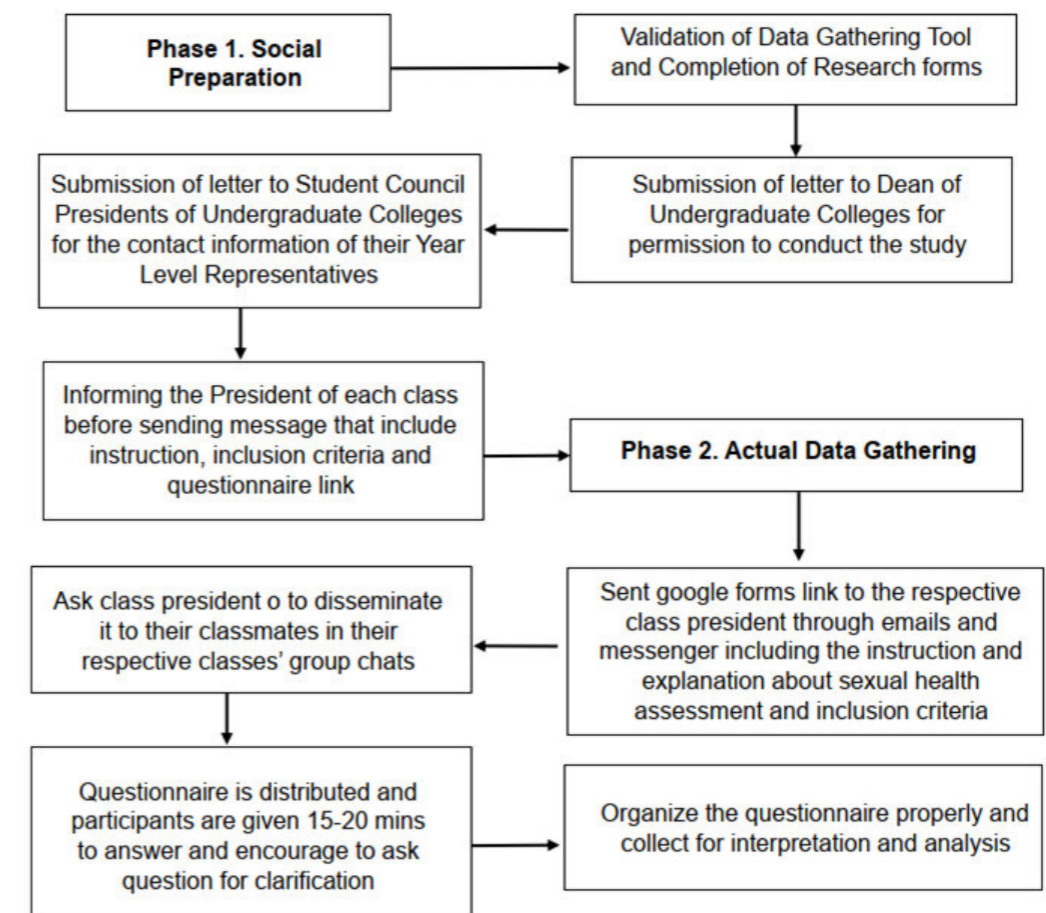 Phase 1. Social
Preparation
Validation of Data Gathering Tool
and Completion of Research forms
Submission of letter to Dean of
Undergraduate Colleges for
permission to conduct the study
Submission of letter to Student Council
Presidents of Undergraduate Colleges
for the contact information of their Year
Level Representatives
Informing the President of each class
before sending message that include
instruction, inclusion criteria and
questionnaire link
Phase 2. Actual Data Gathering
Sent google forms link to the respective
class president through emails and
messenger including the instruction and
explanation about sexual health
assessment and inclusion criteria
Ask class president o to disseminate
it to their classmates in their
respective classes’ group chats
Questionnaire is distributed and
participants are given 15-20 mins
to answer and encourage to ask
question for clarification
Organize the questionnaire properly and
collect for interpretation and analysis